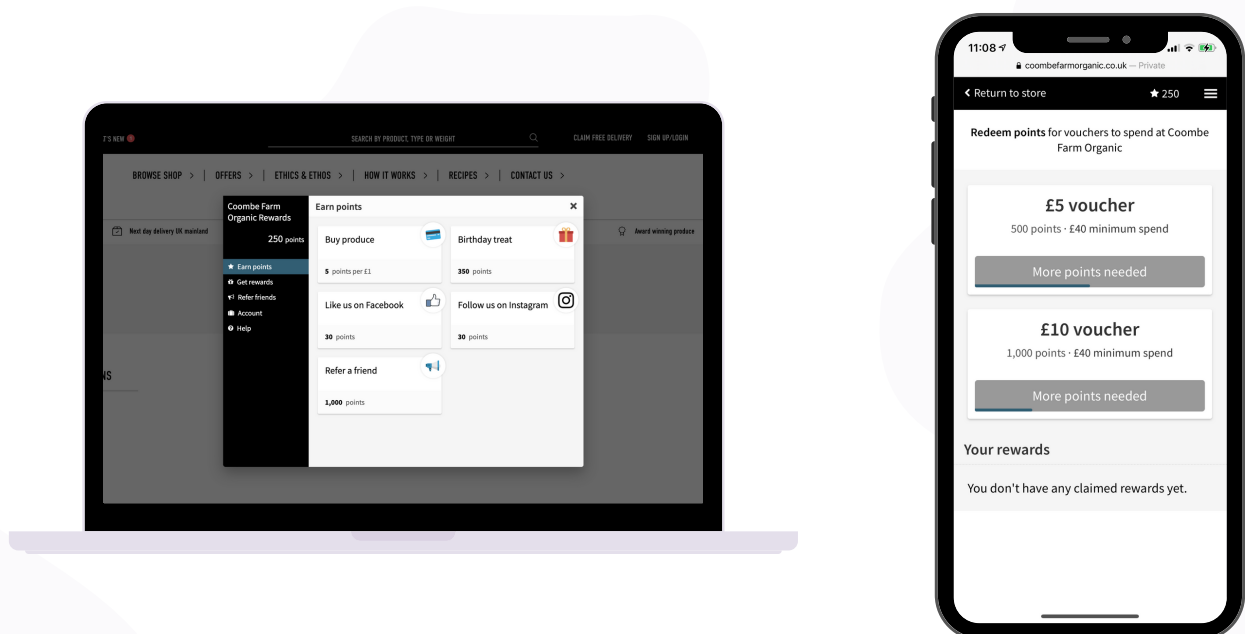 T'S NEW
SEARCH BY PRODUCT, TYPE OR WEIGHT
CLAIM FREE DELIVERY
SIGN UP/LOGIN
BROWSE SHOP >
OFFERS >
ETHICS & ETHOS >
HOW IT WORKS >
RECIPES >
CONTACT US >
Next day delivery UK mainland
Award winning produce
NS
Coombe Farm
Organic Rewards
250 points
Earn points
Get rewards
Refer friends
Account
Help
Earn points
Buy produce
5 points per £1
Birthday treat
350 points
Like us on Facebook
30 points
Follow us on Instagram
30 points
Refer a friend
1,000 points
11:08
coombefarmorganic.co.uk — Private
Return to store
250
Redeem points for vouchers to spend at Coombe
Farm Organic
£5 voucher
500 points · £40 minimum spend
More points needed
£10 voucher
1,000 points · £40 minimum spend
More points needed
Your rewards
You don't have any claimed rewards yet.